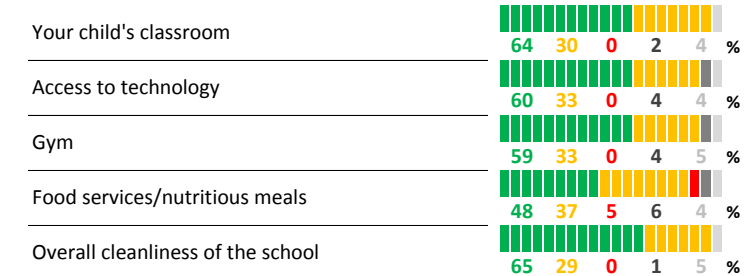 Your child's classroom
64 30 0 2 4 %
Access to technology
60 33 0 4 4 %
Gym
59 33 0 4 5 %
Food services/nutritious meals
48 37 5 6 4 %
Overall cleanliness of the school
65 29 0 1 5 %